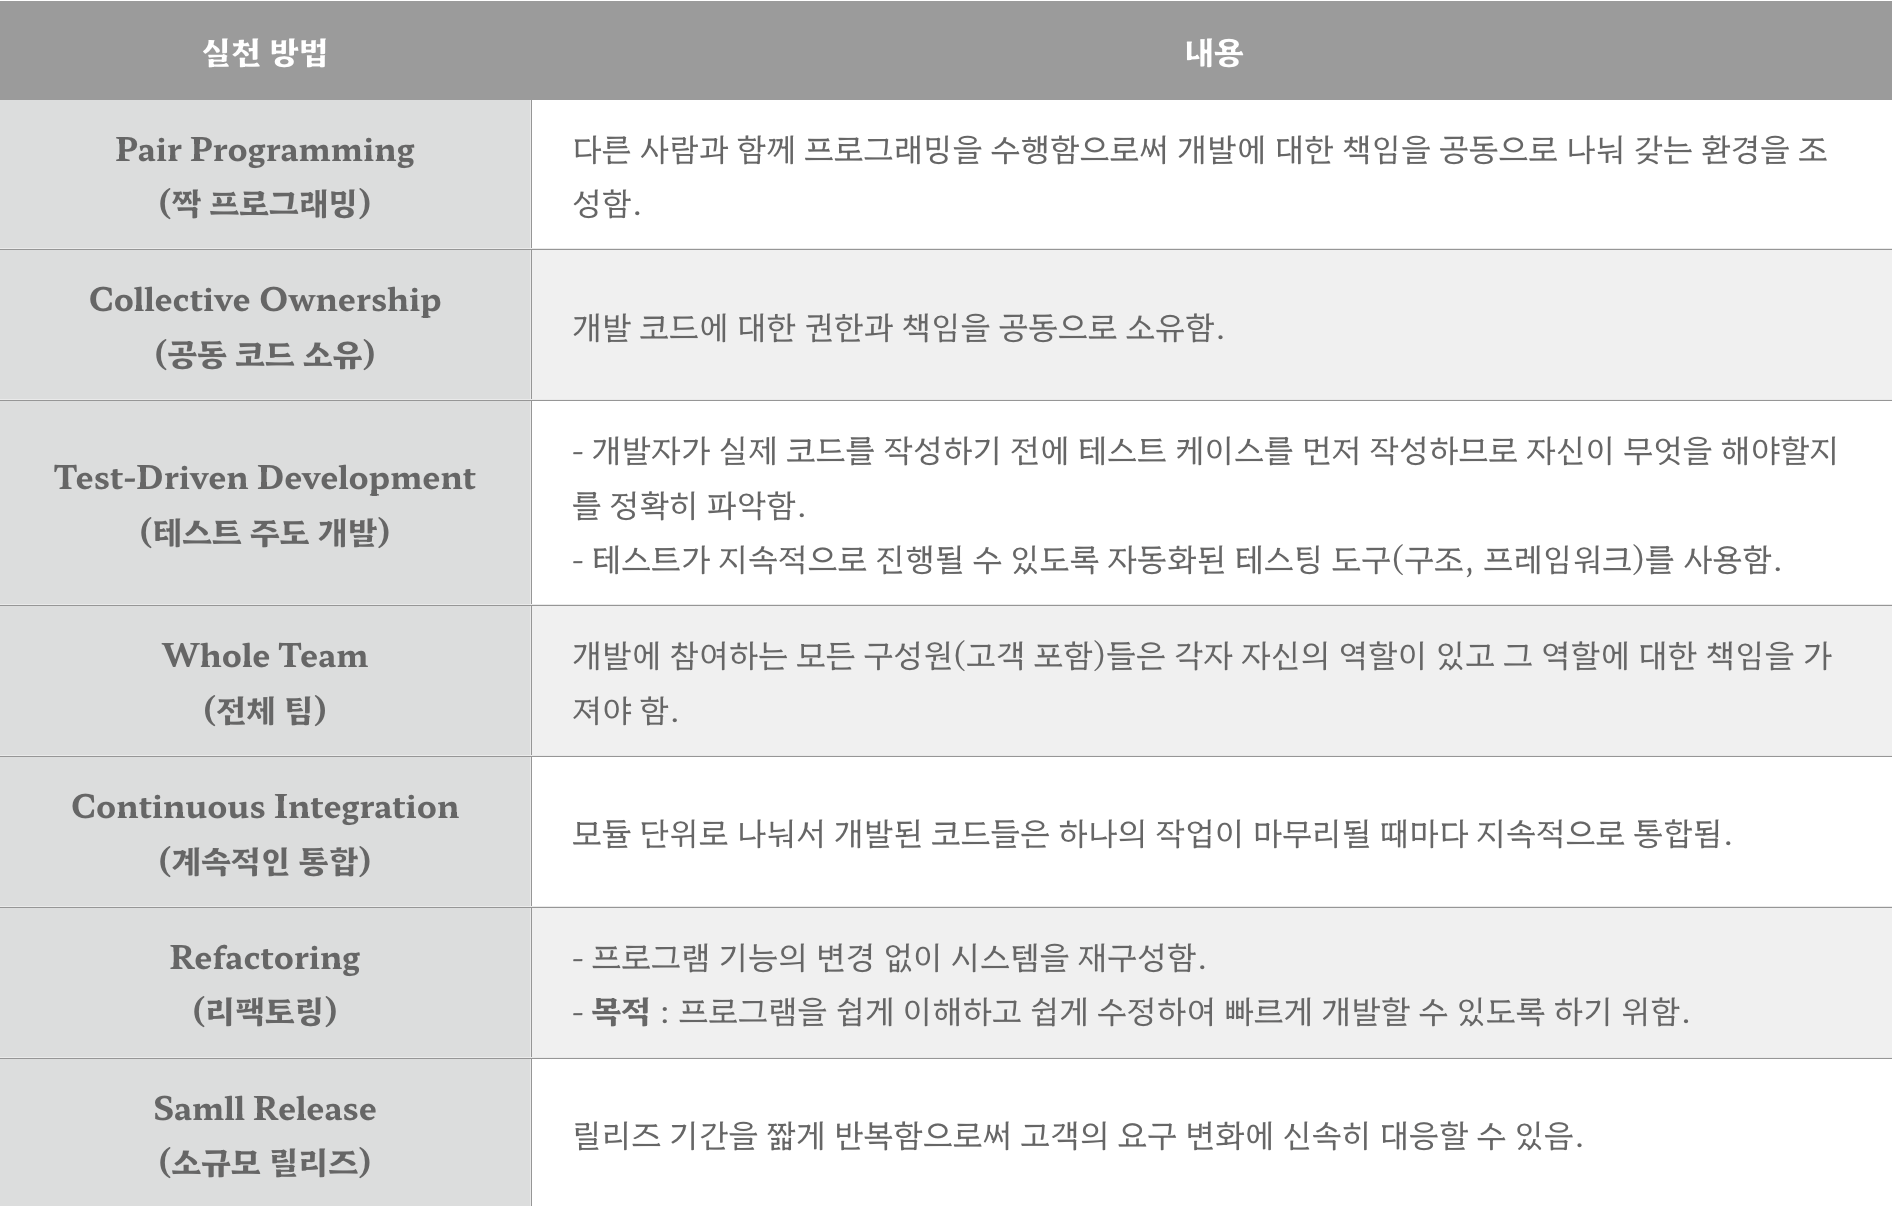 실천 방법
내용
Pair Programming
(짝 프로그래밍)
다른 사람과 함께 프로그래밍을 수행함으로써 개발에 대한 책임을 공동으로 나눠 갖는 환경을 조
성함.
Collective Ownership
(공동 코드 소유)
개발 코드에 대한 권한과 책임을 공동으로 소유함.
Test-Driven Development
(테스트 주도 개발)
- 개발자가 실제 코드를 작성하기 전에 테스트 케이스를 먼저 작성하므로 자신이 무엇을 해야할지
를 정확히 파악함.
- 테스트가 지속적으로 진행될 수 있도록 자동화된 테스팅 도구(구조, 프레임워크)를 사용함.
Whole Team
(전체 팀)
개발에 참여하는 모든 구성원(고객 포함)들은 각자 자신의 역할이 있고 그 역할에 대한 책임을 가
져야 함.
Continuous Integration
(계속적인 통합)
모듈 단위로 나눠서 개발된 코드들은 하나의 작업이 마무리될 때마다 지속적으로 통합됨.
Refactoring
(리팩토링)
- 프로그램 기능의 변경 없이 시스템을 재구성함.
- 목적 : 프로그램을 쉽게 이해하고 쉽게 수정하여 빠르게 개발할 수 있도록 하기 위함.
Samll Release
(소규모 릴리즈)
릴리즈 기간을 짧게 반복함으로써 고객의 요구 변화에 신속히 대응할 수 있음.